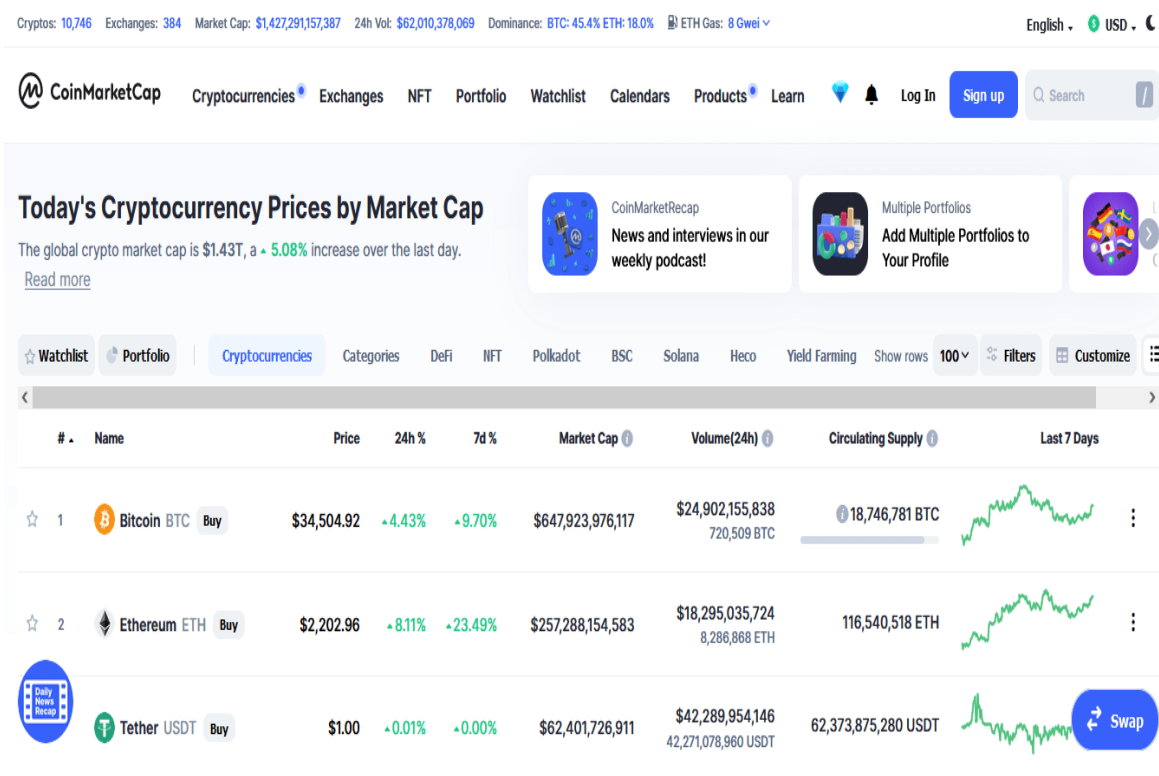 Cryptos: 10,746 Exchanges: 384 Market Cap: $1,427,291,157,387 24h Vol: $62,010,378,069 Dominance: BTC: 45.4% ETH: 18.0% ETH Gas: 8 Gwei English USD
CoinMarketCap Cryptocurrencies Exchanges NFT Portfolio Watchlist Calendars Products Learn Log In Sign up Search /
Today's Cryptocurrency Prices by Market Cap
The global crypto market cap is $1.43T, a 5.08% increase over the last day.
Read more
CoinMarketRecap
News and interviews in our
weekly podcast!
Multiple Portfolios
Add Multiple Portfolios to
Your Profile
Watchlist Portfolio Cryptocurrencies Categories DeFi NFT Polkadot BSC Solana Heco Yield Farming Show rows 100 Filters Customize
# Name Price 24h % 7d % Market Cap Volume(24h) Circulating Supply Last 7 Days
1 Bitcoin BTC Buy $34,504.92 4.43% 9.70% $647,923,976,117 $24,902,155,838 18,746,781 BTC
720,509 BTC
2 Ethereum ETH Buy $2,202.96 8.11% 23.49% $257,288,154,583 $18,295,035,724 116,540,518 ETH
8,286,868 ETH
Daily
News
Recap
Tether USDT Buy $1.00 0.01% 0.00% $62,401,726,911 $42,289,954,146 62,373,875,280 USDT
42,271,078,960 USDT
Swap